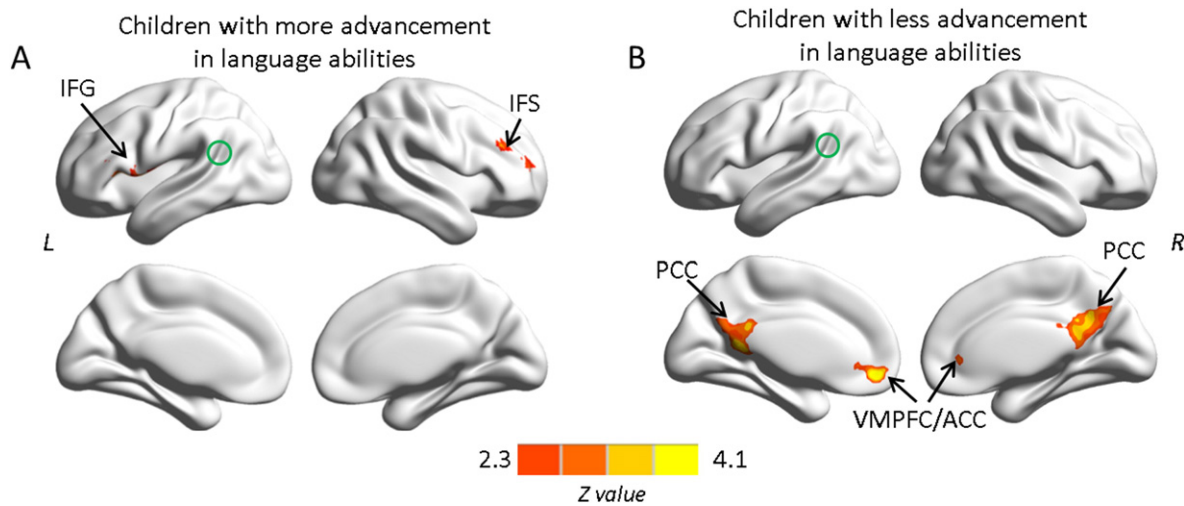 Children with more advancement
in language abilities
A
IFG
IFS
L
Children with less advancement
in language abilities
B
R
PCC
PCC
VMPFC/ACC
2.3
4.1
Z value